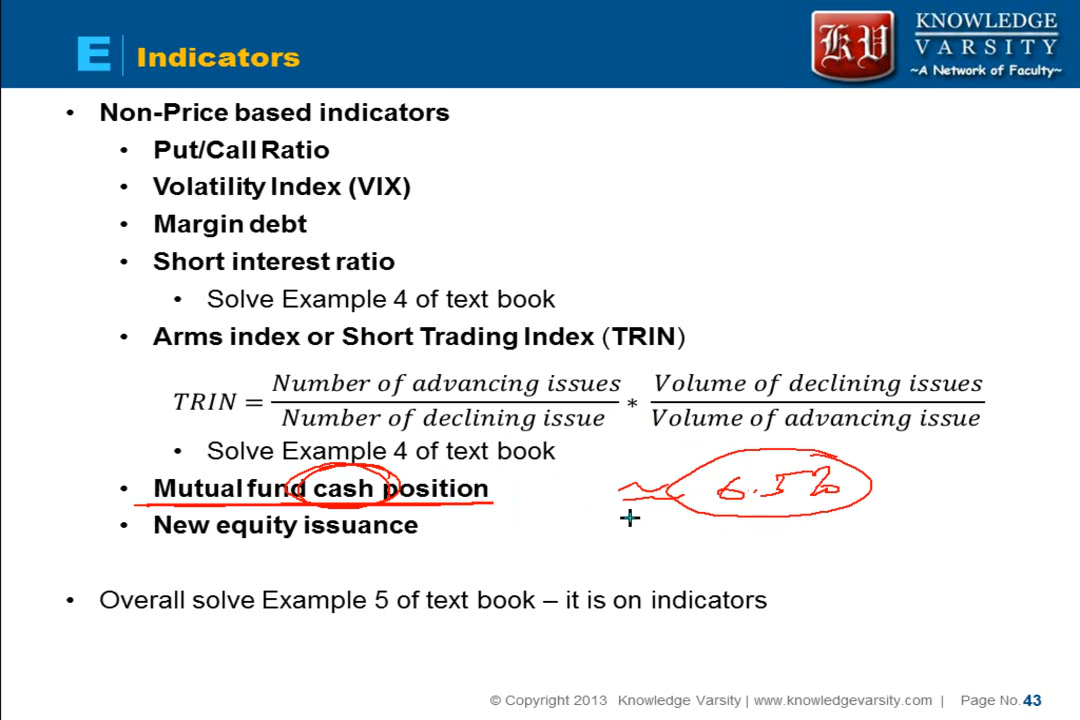 E Indicators
KV
KNOWLEDGE
VARSITY
~A Network of Faculty~
• Non-Price based indicators
• Put/Call Ratio
• Volatility Index (VIX)
• Margin debt
• Short interest ratio
• Solve Example 4 of text book
• Arms index or Short Trading Index (TRIN)
TRIN = Number of advancing issues / Number of declining issue * Volume of declining issues / Volume of advancing issue
• Solve Example 4 of text book
• Mutual fund cash position ≈ 6.5%
• New equity issuance
• Overall solve Example 5 of text book – it is on indicators
© Copyright 2013 Knowledge Varsity | www.knowledgevarsity.com | Page No. 43